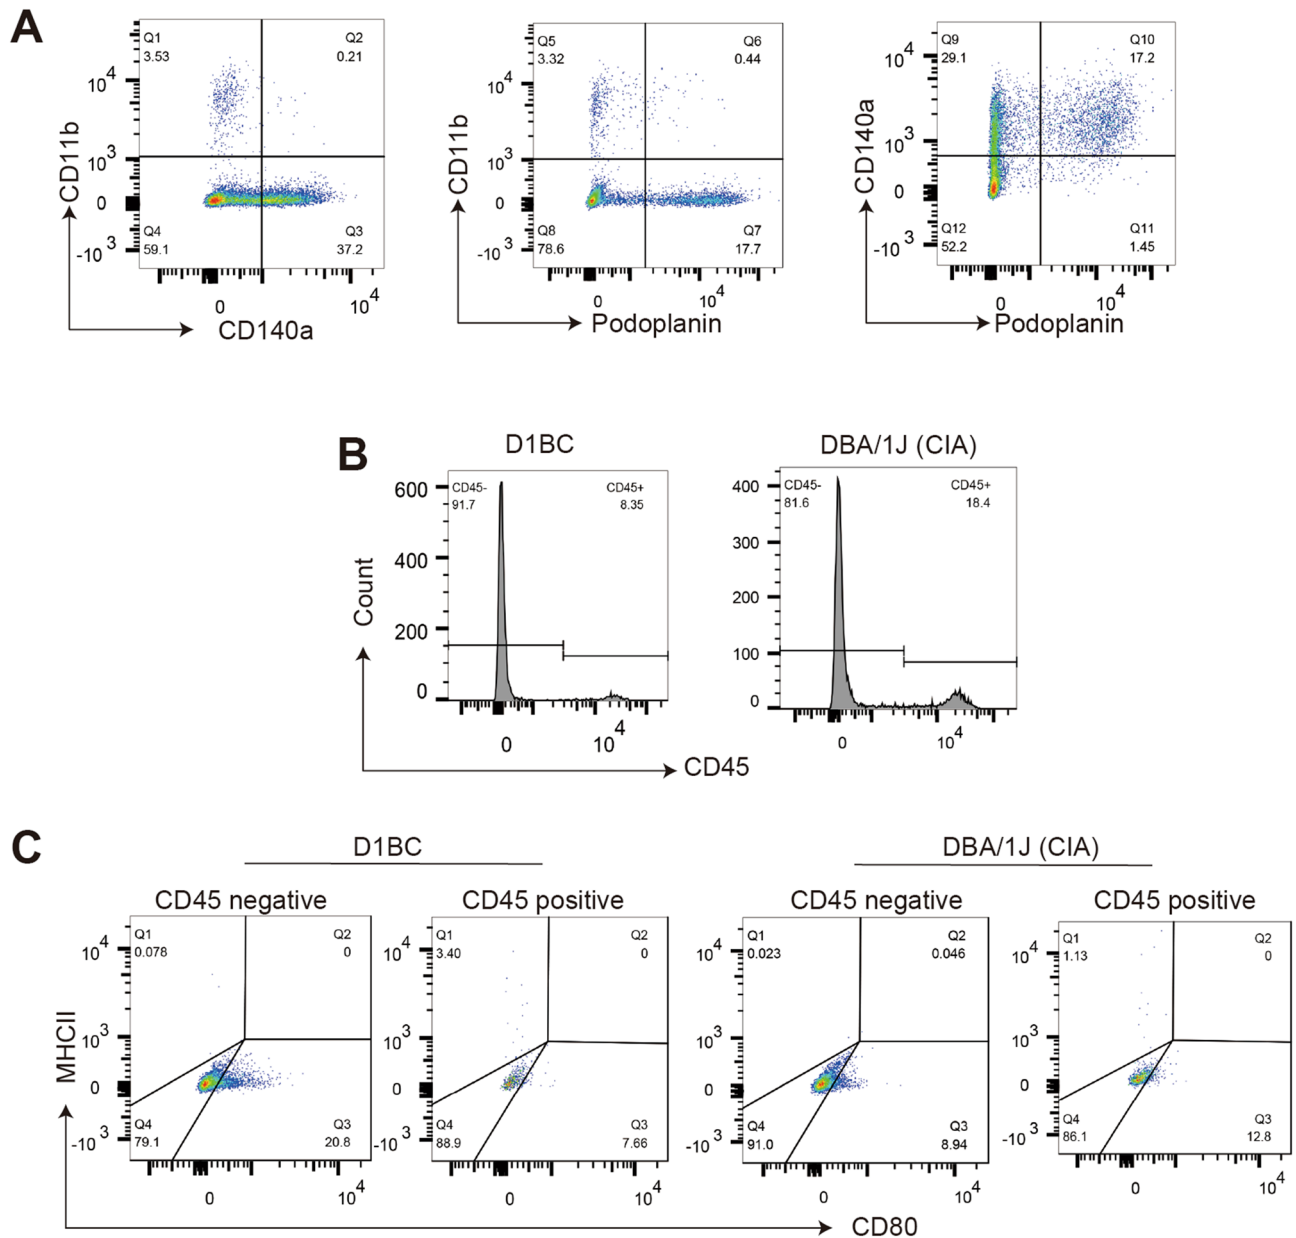 A
Q1
3.53
Q2
0.21
Q4
59.1
Q3
37.2
10 4
10 3
0
-10 3
CD11b
0
10 4
CD140a
Q5
3.32
Q6
0.44
Q8
78.6
Q7
17.7
10 4
10 3
0
-10 3
CD11b
0
10 4
Podoplanin
Q9
29.1
Q10
17.2
Q12
52.2
Q11
1.45
10 4
10 3
0
-10 3
CD140a
0
10 4
Podoplanin
B
D1BC
DBA/1J (CIA)
CD45-
91.7
CD45+
8.35
600
400
200
0
Count
0
10 4
CD45-
81.6
CD45+
18.4
400
300
200
100
0
0
10 4
CD45
C
D1BC
DBA/1J (CIA)
CD45 negative
CD45 positive
CD45 negative
CD45 positive
Q1
0.078
Q2
0
Q4
79.1
Q3
20.8
10 4
10 3
0
-10 3
MHCII
0
10 4
Q1
3.40
Q2
0
Q4
88.9
Q3
7.66
10 4
10 3
0
-10 3
0
10 4
Q1
0.023
Q2
0.046
Q4
91.0
Q3
8.94
10 4
10 3
0
-10 3
0
10 4
Q1
1.13
Q2
0
Q4
86.1
Q3
12.8
10 4
10 3
0
-10 3
0
10 4
CD80